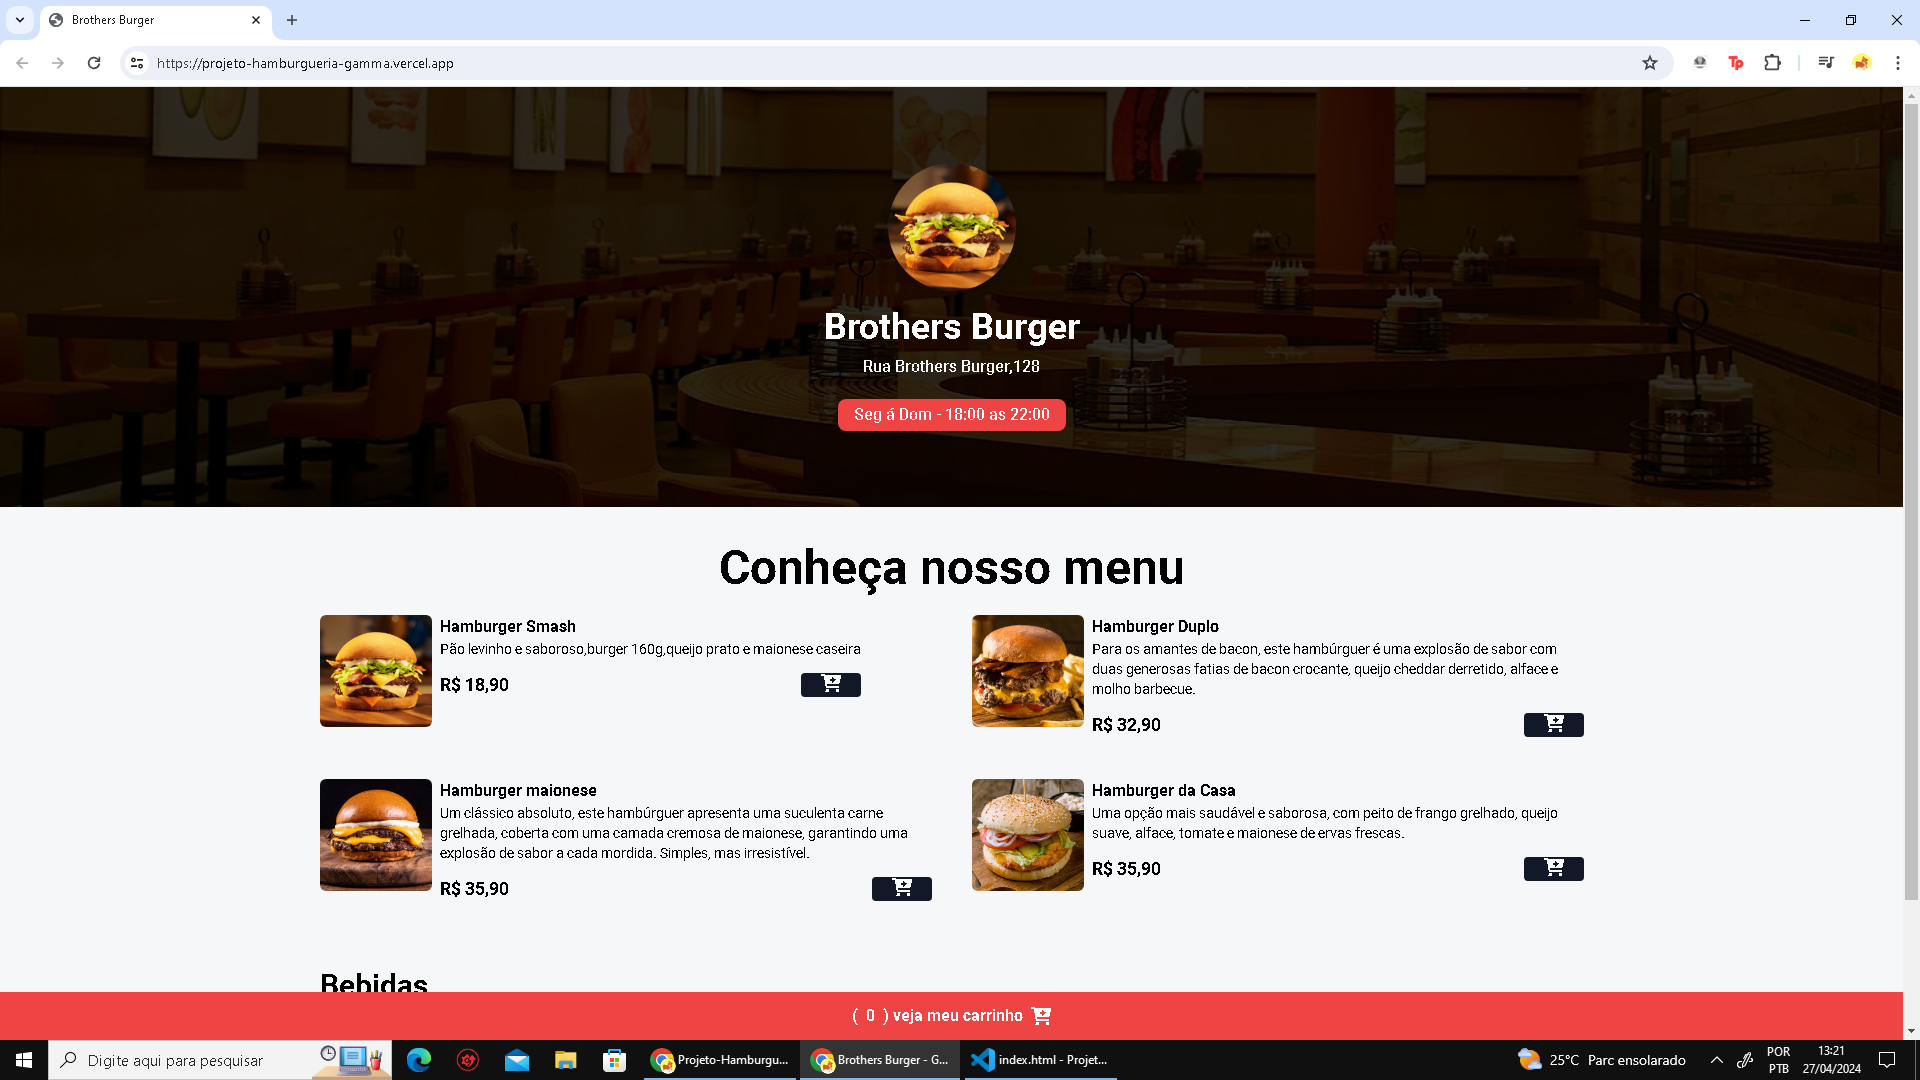 Brothers Burger
https://projeto-hamburgueria-gamma.vercel.app
Tp
Brothers Burger
Rua Brothers Burger,128
Seg á Dom - 18:00 as 22:00
Conheça nosso menu
Hamburger Smash
Pão levinho e saboroso,burger 160g,queijo prato e maionese caseira
R$ 18,90
Hamburger Duplo
Para os amantes de bacon, este hambúrguer é uma explosão de sabor com
duas generosas fatias de bacon crocante, queijo cheddar derretido, alface e
molho barbecue.
R$ 32,90
Hamburger maionese
Um clássico absoluto, este hambúrguer apresenta uma suculenta carne
grelhada, coberta com uma camada cremosa de maionese, garantindo uma
explosão de sabor a cada mordida. Simples, mas irresistível.
R$ 35,90
Hamburger da Casa
Uma opção mais saudável e saborosa, com peito de frango grelhado, queijo
suave, alface, tomate e maionese de ervas frescas.
R$ 35,90
Bebidas
( 0 ) veja meu carrinho
Digite aqui para pesquisar
Projeto-Hamburgu...
Brothers Burger - G...
index.html - Projet...
25°C Parc ensolarado
POR
PTB
13:21
27/04/2024